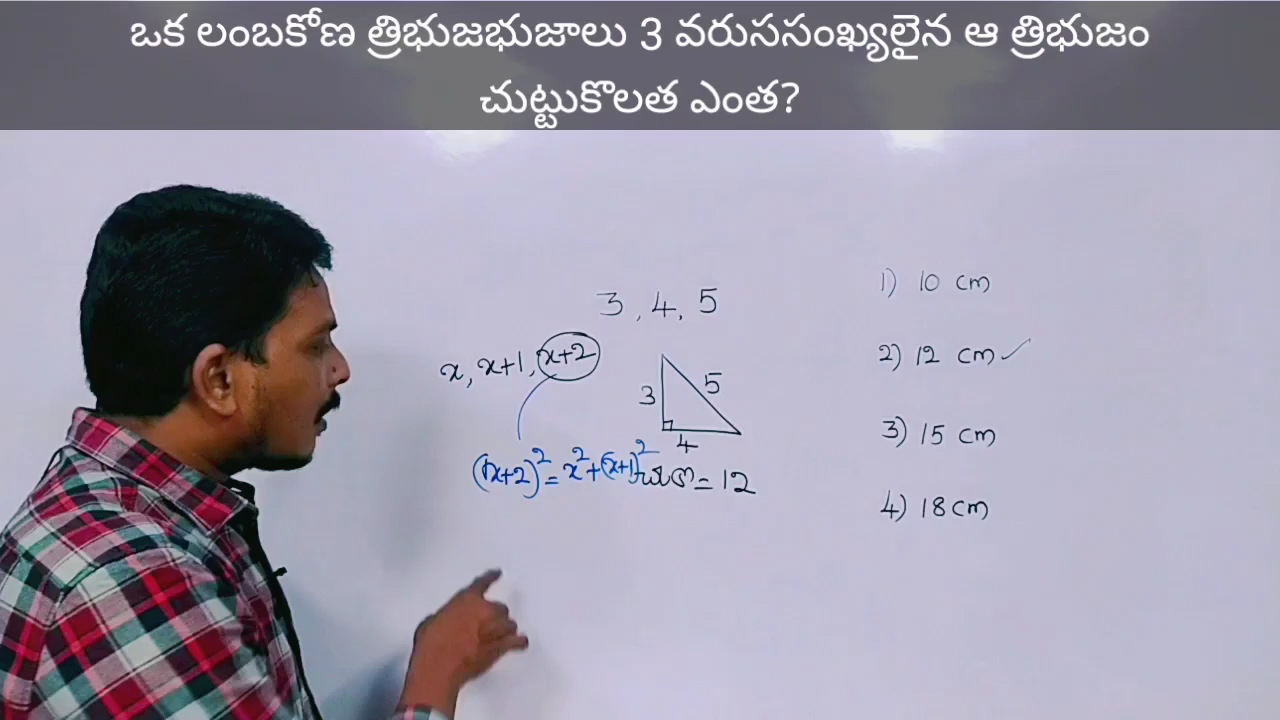 ఒక లంబకోణ త్రిభుజభుజాలు 3 వరుససంఖ్యలైన ఆ త్రిభుజం
చుట్టుకొలత ఎంత?
3, 4, 5
x, x+1, x+2
3
5
4
(x+2)²= x²+(x+1)²
చుకొ = 12
1) 10 cm
2) 12 cm ✓
3) 15 cm
4) 18 cm